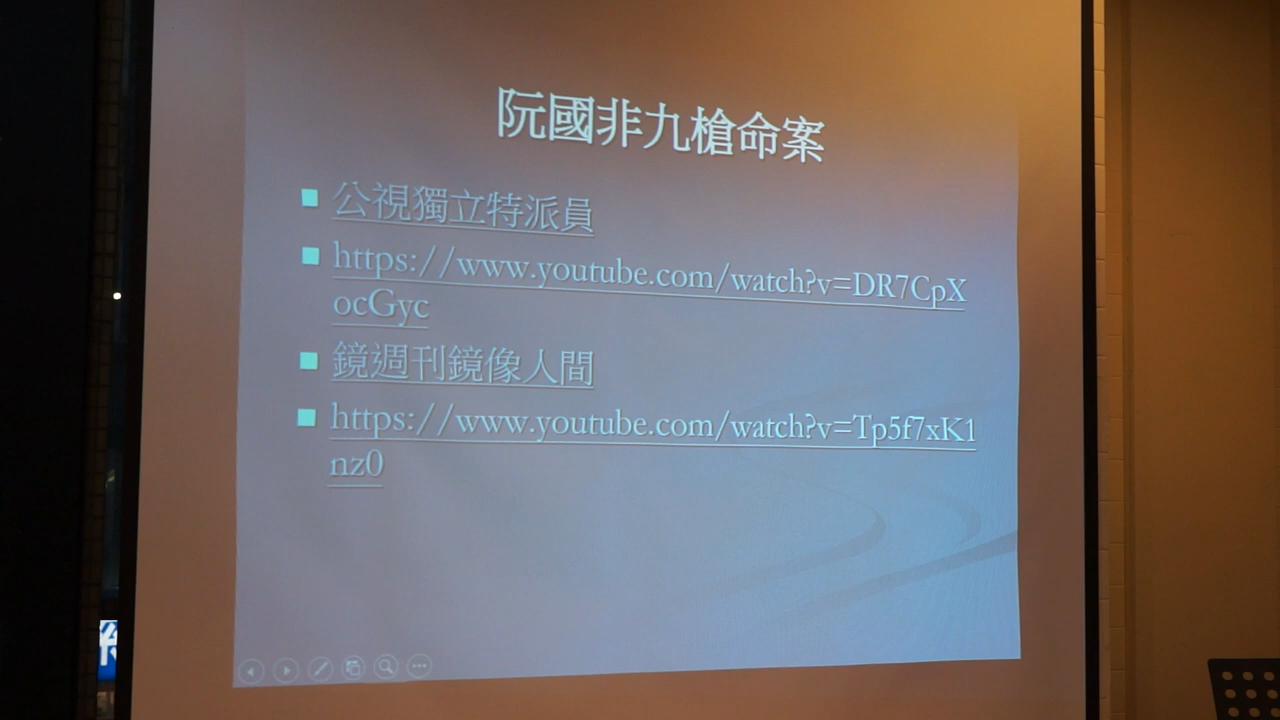 阮國非九槍命案
公視獨立特派員
https://www.youtube.com/watch?v=DR7CpX
ocGyc
鏡週刊鏡像人間
https://www.youtube.com/watch?v=Tp5f7xK1
nz0